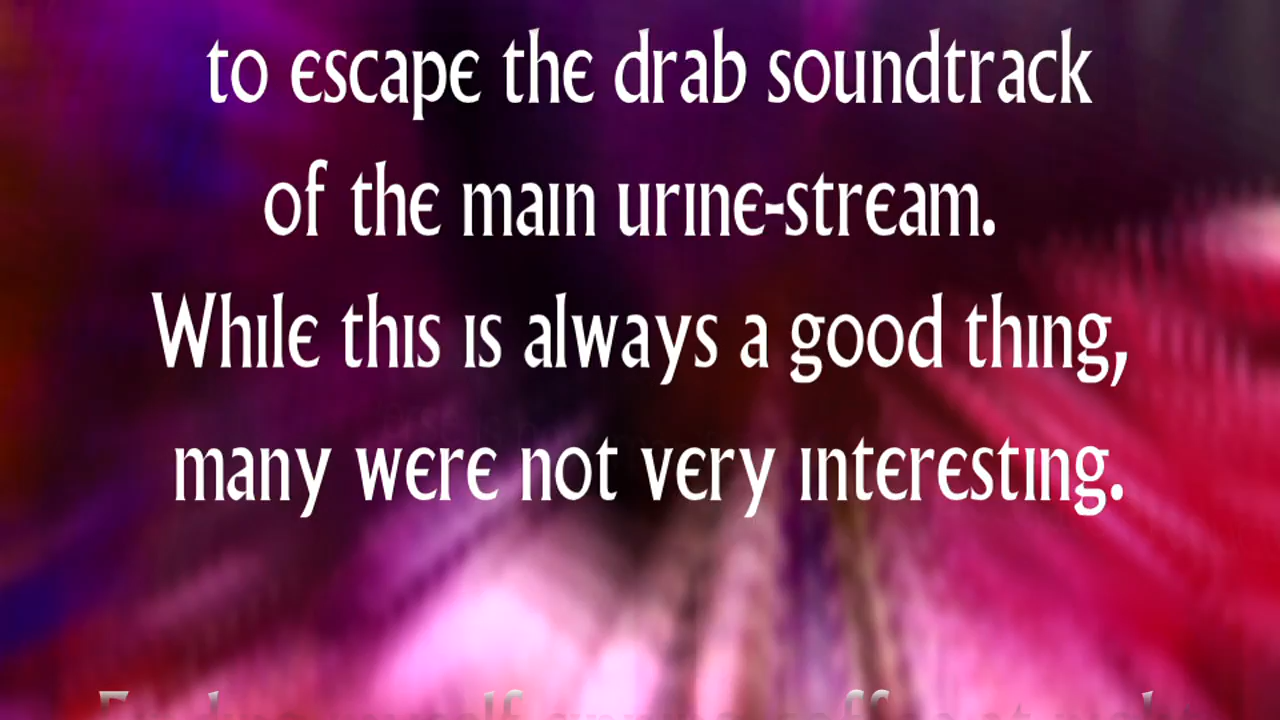 to escape the drab soundtrack
of the main urine-stream.
While this is always a good thing,
many were not very interesting.